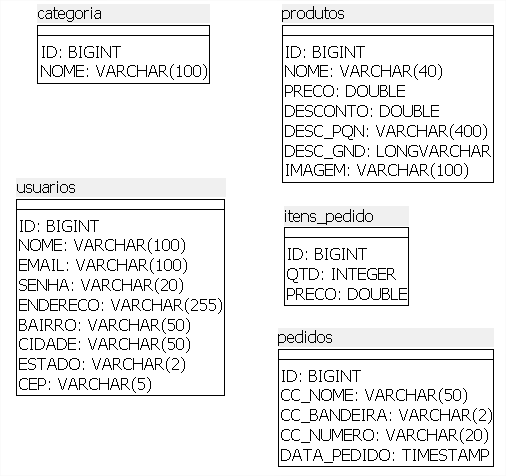 categoria
ID: BIGINT
NOME: VARCHAR(100)
produtos
ID: BIGINT
NOME: VARCHAR(40)
PRECO: DOUBLE
DESCONTO: DOUBLE
DESC_PQN: VARCHAR(400)
DESC_GND: LONGVARCHAR
IMAGEM: VARCHAR(100)
usuarios
ID: BIGINT
NOME: VARCHAR(100)
EMAIL: VARCHAR(100)
SENHA: VARCHAR(20)
ENDERECO: VARCHAR(255)
BAIRRO: VARCHAR(50)
CIDADE: VARCHAR(50)
ESTADO: VARCHAR(2)
CEP: VARCHAR(5)
itens_pedido
ID: BIGINT
QTD: INTEGER
PRECO: DOUBLE
pedidos
ID: BIGINT
CC_NOME: VARCHAR(50)
CC_BANDEIRA: VARCHAR(2)
CC_NUMERO: VARCHAR(20)
DATA_PEDIDO: TIMESTAMP